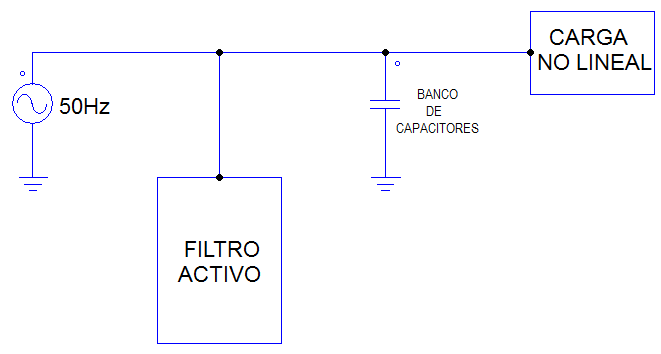 CARGA
NO LINEAL
50Hz
BANCO
DE
CAPACITORES
FILTRO
ACTIVO